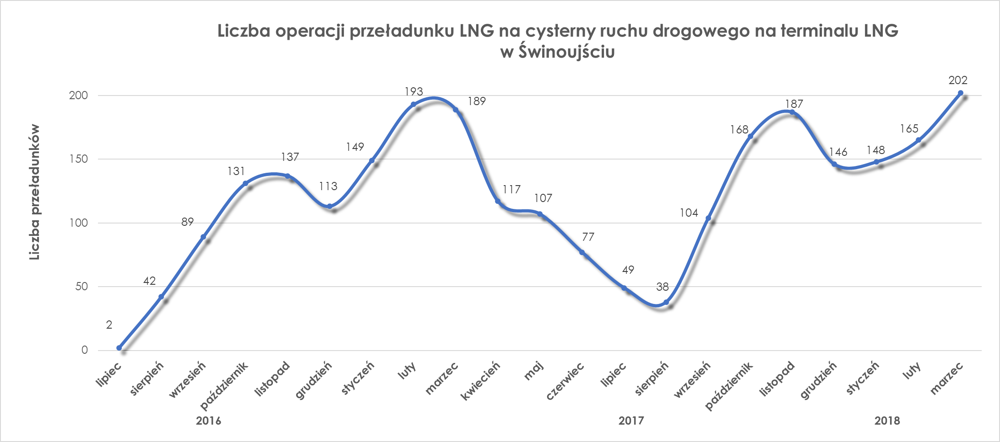 Liczba operacji przeładunku LNG na cysterny ruchu drogowego na terminalu LNG
w Świnoujściu
Liczba przeładunków
200
150
100
50
0
2
42
89
131
137
113
149
193
189
117
107
77
49
38
104
168
187
146
148
165
202
lipiec
sierpień
wrzesień
październik
listopad
grudzień
styczeń
luty
marzec
kwiecień
maj
czerwiec
lipiec
sierpień
wrzesień
październik
listopad
grudzień
styczeń
luty
marzec
2016
2017
2018